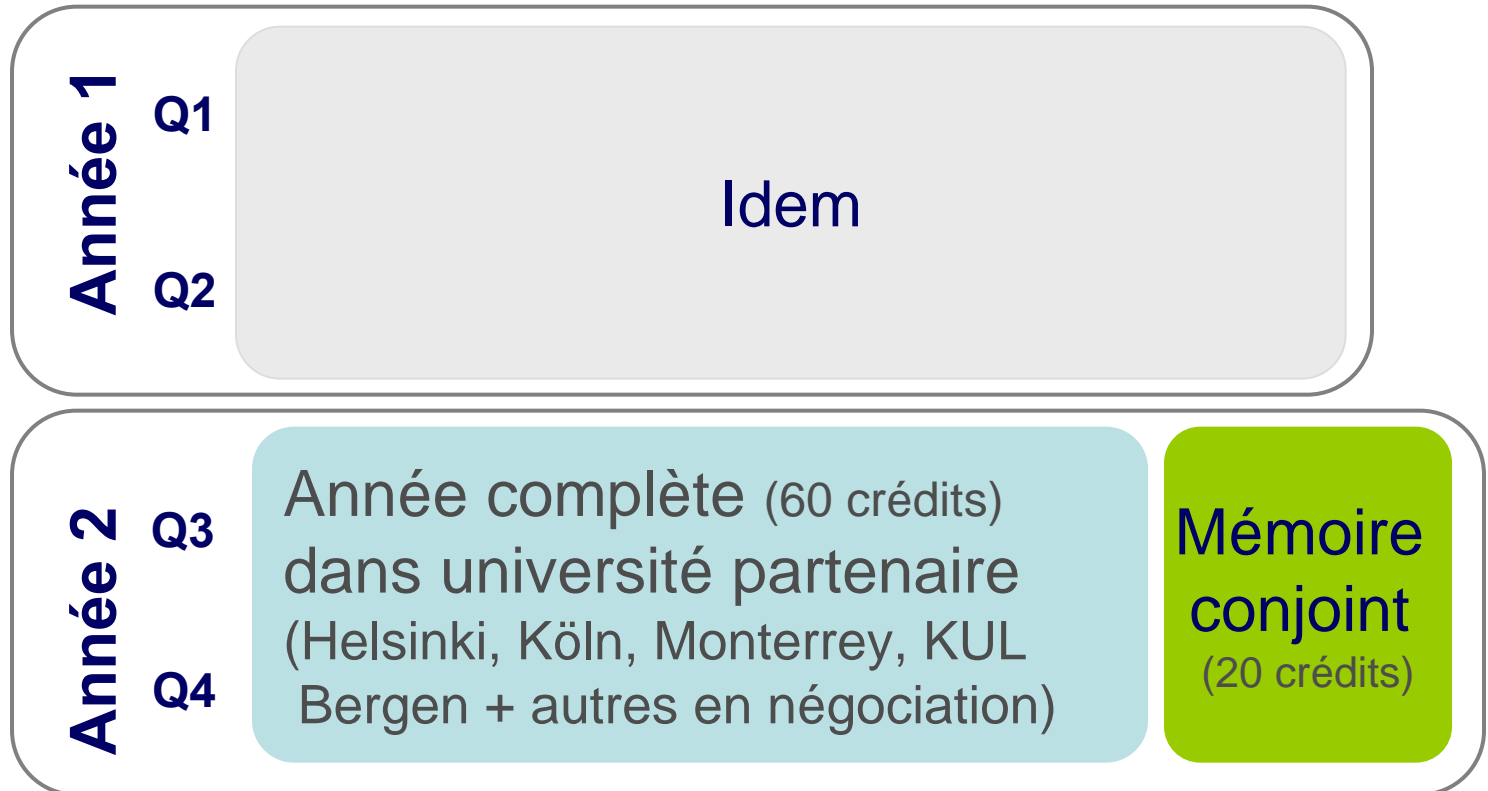 Année 1
Q1
Idem
Q2
Année 2
Q3
Q4
Année complète (60 crédits)
dans université partenaire
(Helsinki, Köln, Monterrey, KUL
Bergen + autres en négociation)
Mémoire
conjoint
(20 crédits)